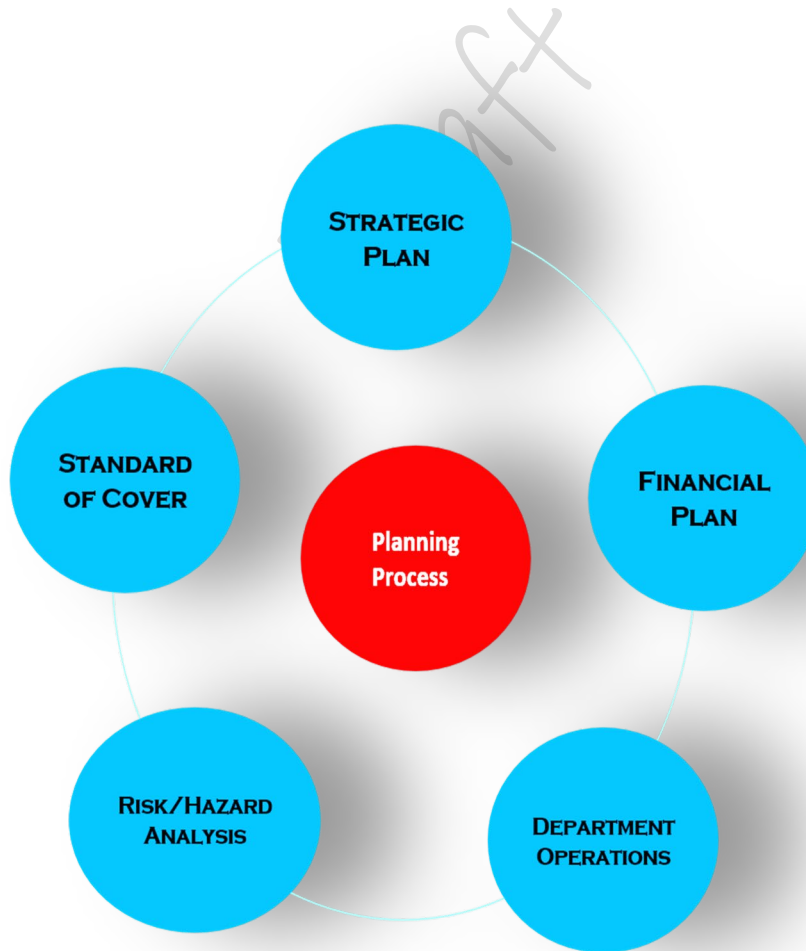 STRATEGIC
PLAN
STANDARD
OF COVER
FINANCIAL
PLAN
Planning
Process
RISK/HAZARD
ANALYSIS
DEPARTMENT
OPERATIONS